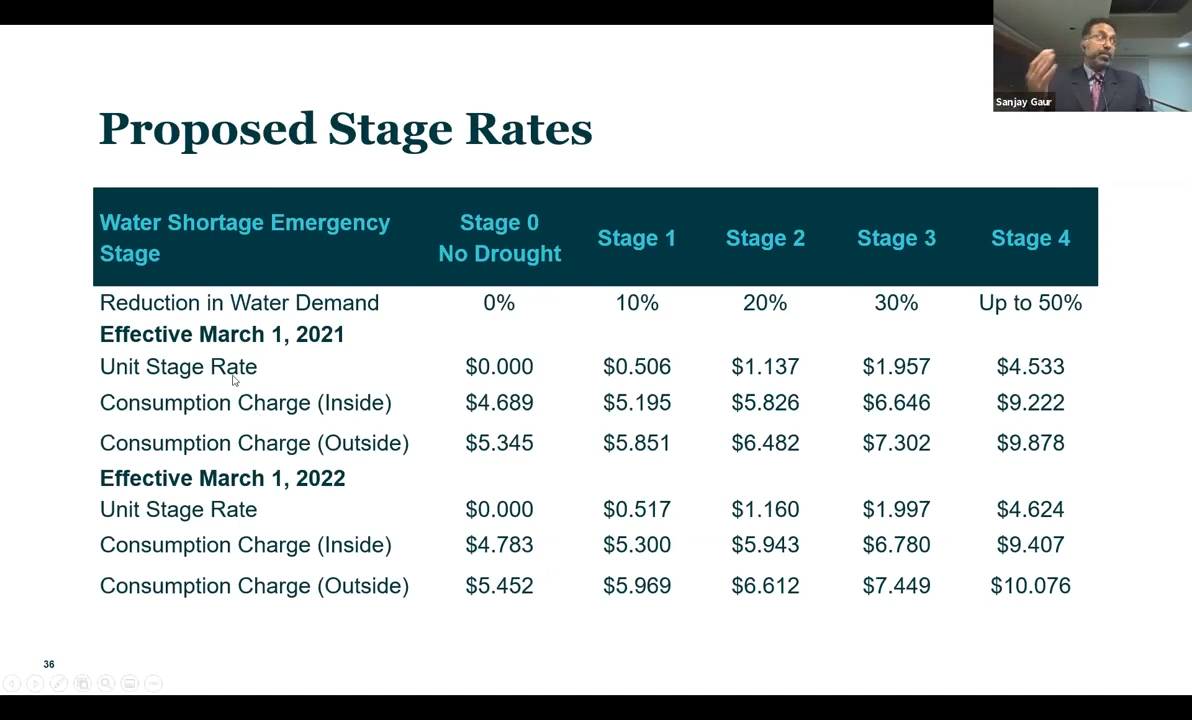 Sanjay Gaur
Proposed Stage Rates
Water Shortage Emergency Stage Stage 0 No Drought Stage 1 Stage 2 Stage 3 Stage 4
Reduction in Water Demand 0% 10% 20% 30% Up to 50%
Effective March 1, 2021
Unit Stage Rate $0.000 $0.506 $1.137 $1.957 $4.533
Consumption Charge (Inside) $4.689 $5.195 $5.826 $6.646 $9.222
Consumption Charge (Outside) $5.345 $5.851 $6.482 $7.302 $9.878
Effective March 1, 2022
Unit Stage Rate $0.000 $0.517 $1.160 $1.997 $4.624
Consumption Charge (Inside) $4.783 $5.300 $5.943 $6.780 $9.407
Consumption Charge (Outside) $5.452 $5.969 $6.612 $7.449 $10.076
36